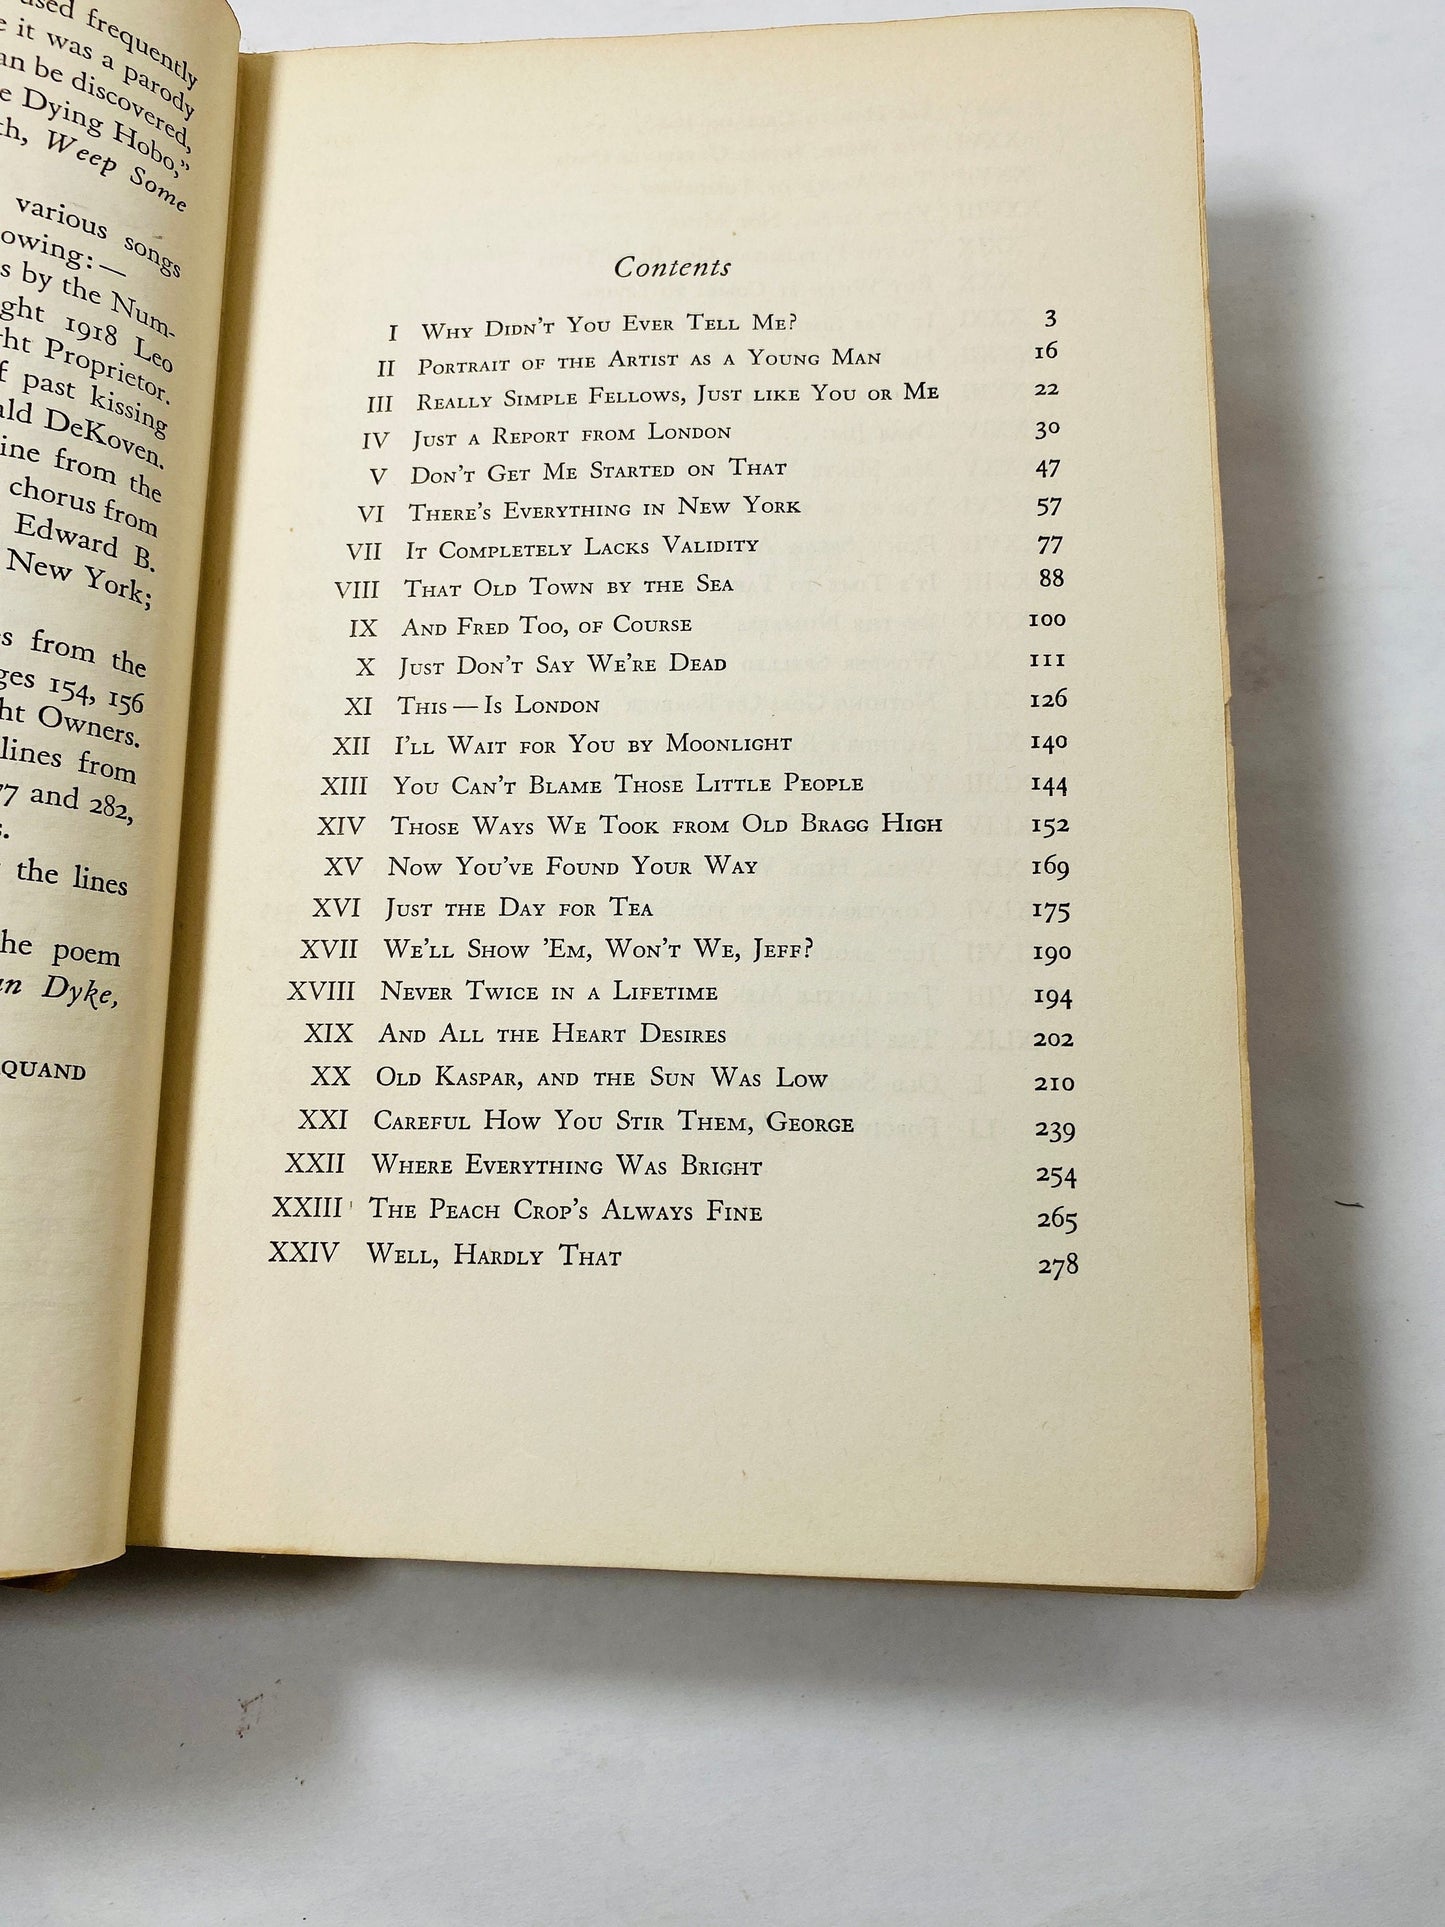 used frequently
e it was a parody
an be discovered,
e Dying Hobo,"
th, Weep Some
various songs
owing:—
s by the Num-
ght 1918 Leo
ht Proprietor.
f past kissing
ald DeKoven.
ine from the
chorus from
Edward B.
New York;
s from the
ges 154, 156
ht Owners.
lines from
77 and 282,
s.
the lines
he poem
an Dyke,
QUAND
Contents
I WHY DIDN'T YOU EVER TELL ME? 3
II PORTRAIT OF THE ARTIST AS A YOUNG MAN 16
III REALLY SIMPLE FELLOWS, JUST LIKE YOU OR ME 22
IV JUST A REPORT FROM LONDON 30
V DON'T GET ME STARTED ON THAT 47
VI THERE'S EVERYTHING IN NEW YORK 57
VII IT COMPLETELY LACKS VALIDITY 77
VIII THAT OLD TOWN BY THE SEA 88
IX AND FRED TOO, OF COURSE 100
X JUST DON'T SAY WE'RE DEAD 111
XI THIS — IS LONDON 126
XII I'LL WAIT FOR YOU BY MOONLIGHT 140
XIII YOU CAN'T BLAME THOSE LITTLE PEOPLE 144
XIV THOSE WAYS WE TOOK FROM OLD BRAGG HIGH 152
XV NOW YOU'VE FOUND YOUR WAY 169
XVI JUST THE DAY FOR TEA 175
XVII WE'LL SHOW 'EM, WON'T WE, JEFF? 190
XVIII NEVER TWICE IN A LIFETIME 194
XIX AND ALL THE HEART DESIRES 202
XX OLD KASPAR, AND THE SUN WAS LOW 210
XXI CAREFUL HOW YOU STIR THEM, GEORGE 239
XXII WHERE EVERYTHING WAS BRIGHT 254
XXIII THE PEACH CROP'S ALWAYS FINE 265
XXIV WELL, HARDLY THAT 278